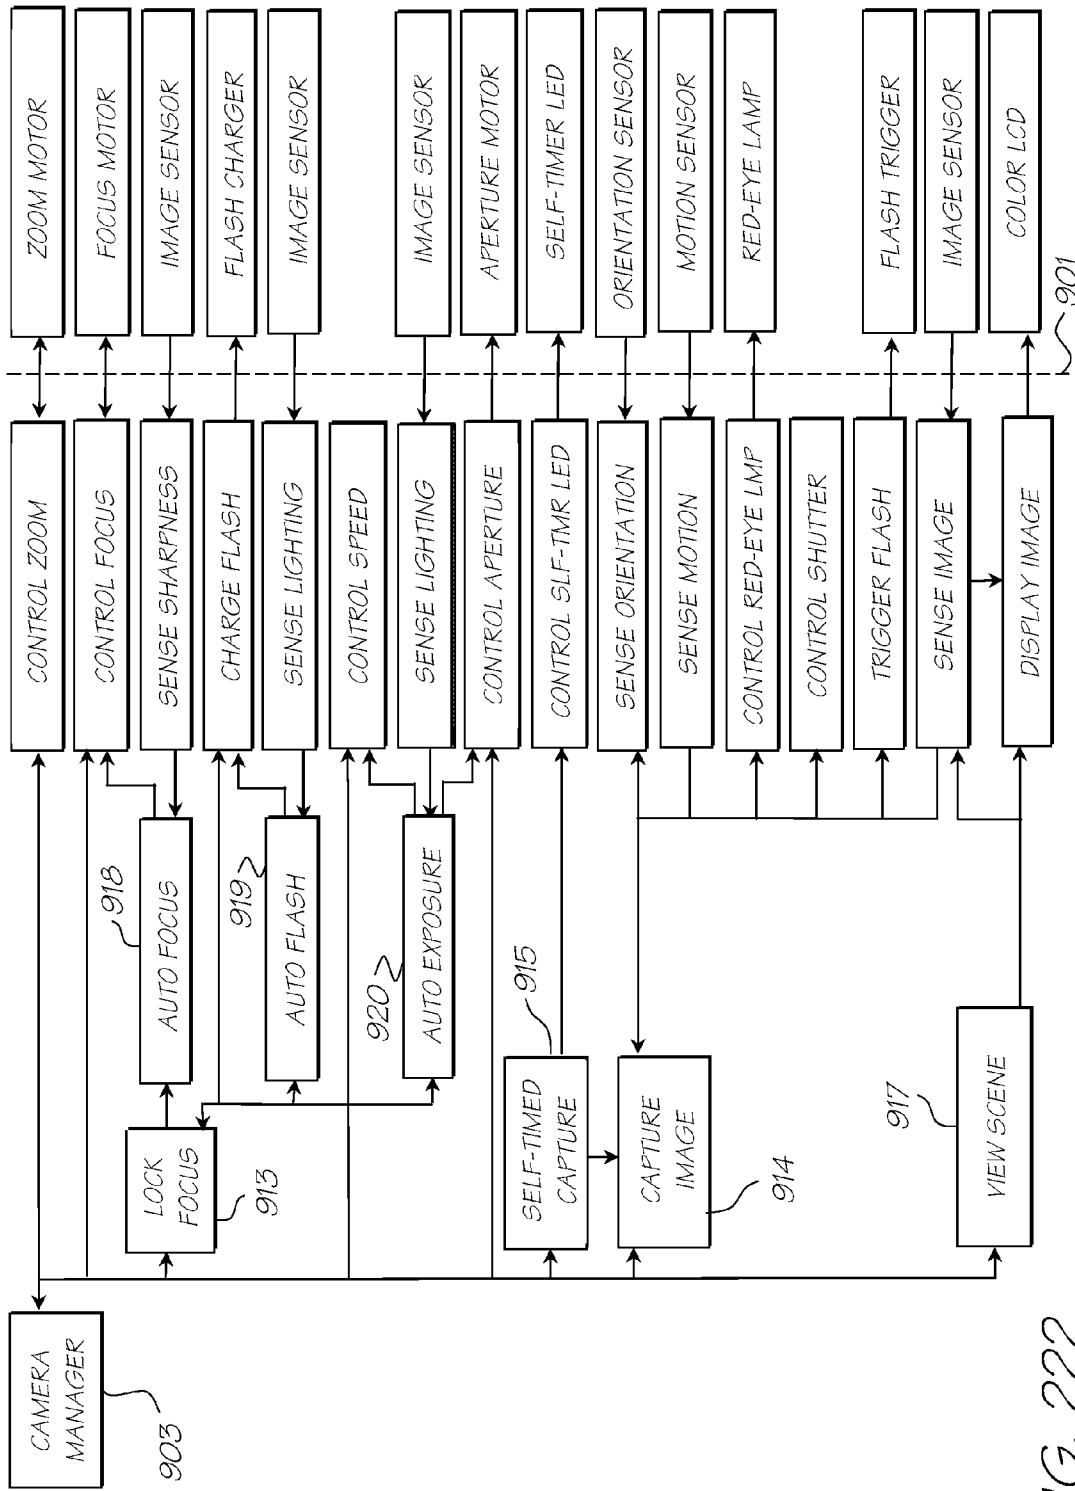 CAMERA
MANAGER
903
LOCK
FOCUS
913
AUTO FOCUS
918
AUTO FLASH
919
AUTO EXPOSURE
920
SELF-TIMED
CAPTURE
915
CAPTURE
IMAGE
914
VIEW SCENE
917
CONTROL ZOOM
CONTROL FOCUS
SENSE SHARPNESS
CHARGE FLASH
SENSE LIGHTING
CONTROL SPEED
SENSE LIGHTING
CONTROL APERTURE
CONTROL SLF-TMR LED
SENSE ORIENTATION
SENSE MOTION
CONTROL RED-EYE LMP
CONTROL SHUTTER
TRIGGER FLASH
SENSE IMAGE
DISPLAY IMAGE
ZOOM MOTOR
FOCUS MOTOR
IMAGE SENSOR
FLASH CHARGER
IMAGE SENSOR
IMAGE SENSOR
APERTURE MOTOR
SELF-TIMER LED
ORIENTATION SENSOR
MOTION SENSOR
RED-EYE LAMP
FLASH TRIGGER
IMAGE SENSOR
COLOR LCD
901
IG. 222